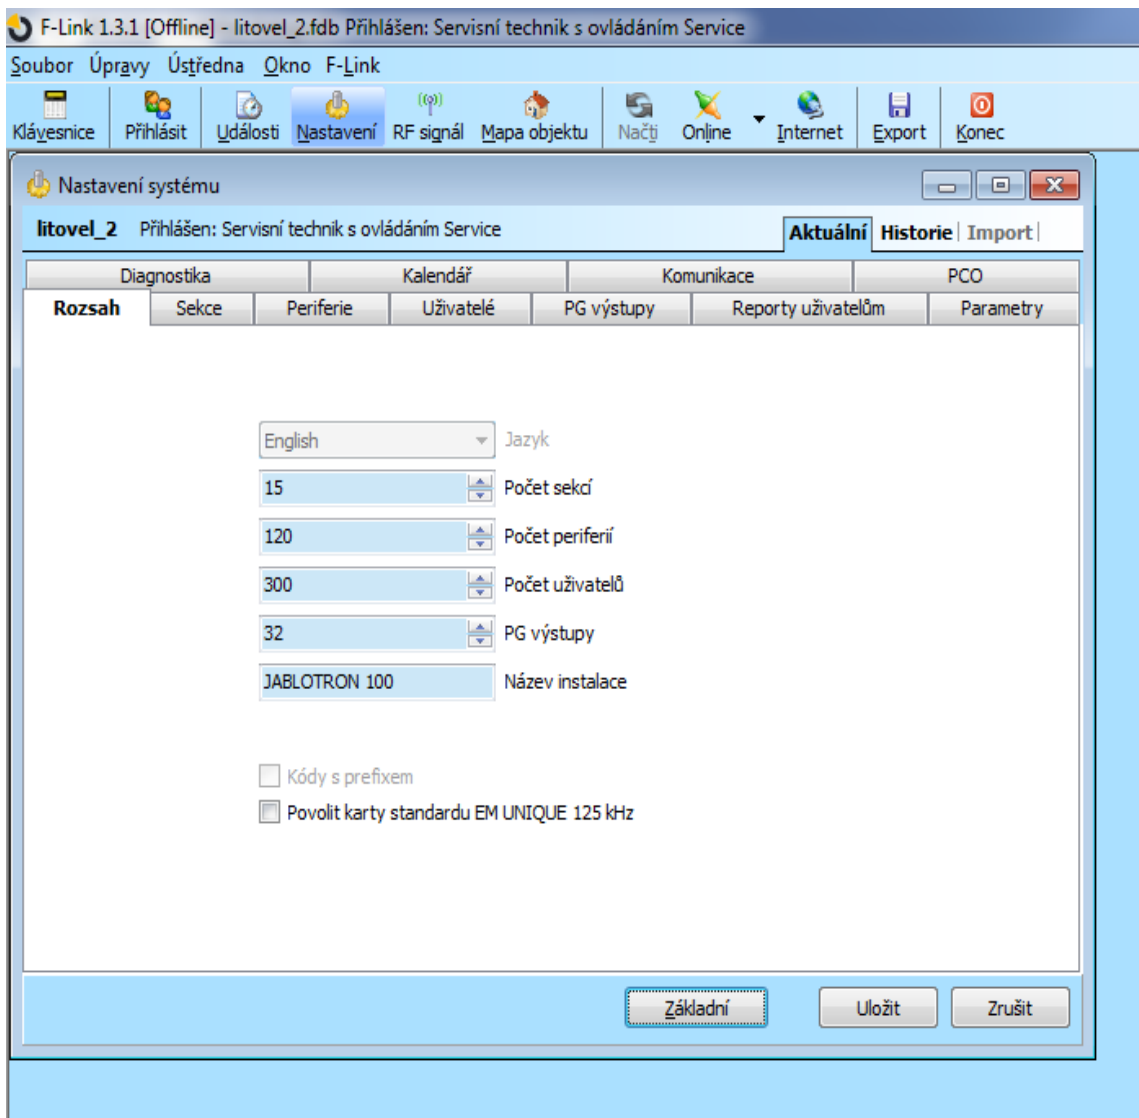 F-Link 1.3.1 [Offline] - litovel_2.fdb Přihlášen: Servisní technik s ovládáním Service
Soubor Úpravy Ústředna Okno F-Link
Klávesnice Přihlásit Události Nastavení RF signál Mapa objektu Načti Online Internet Export Konec
Nastavení systému
litovel_2 Přihlášen: Servisní technik s ovládáním Service Aktuální Historie Import
Diagnostika Kalendář Komunikace PCO
Rozsah Sekce Periferie Uživatelé PG výstupy Reporty uživatelům Parametry
English Jazyk
15 Počet sekcí
120 Počet periferií
300 Počet uživatelů
32 PG výstupy
JABLOTRON 100 Název instalace
Kódy s prefixem
Povolit karty standardu EM UNIQUE 125 kHz
Základní Uložit Zrušit